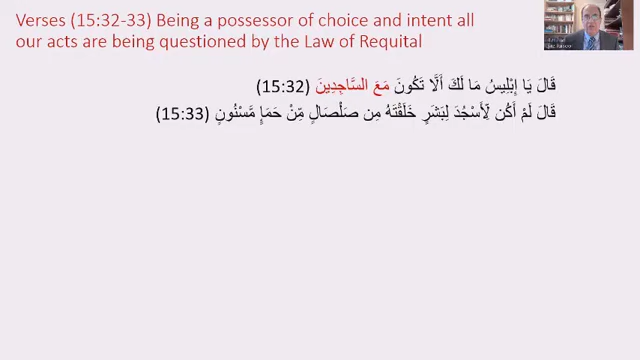 Verses (15:32-33) Being a possessor of choice and intent all
our acts are being questioned by the Law of Requital
قَالَ يَا إِبْلِيسُ مَا لَكَ أَلَّا تَكُونَ مَعَ السَّاجِدِينَ (15:32)
قَالَ لَمْ أَكُن لِّأَسْجُدَ لِبَشَرٍ خَلَقْتَهُ مِن صَلْصَالٍ مِّنْ حَمَإٍ مَّسْنُونٍ (15:33)